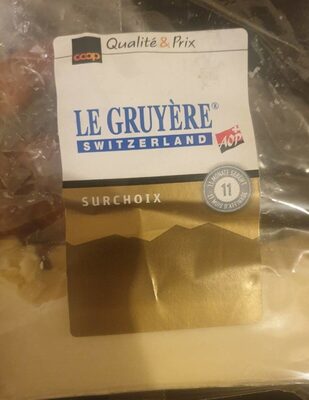 coop
Qualité & Prix
LE GRUYÈRE®
SWITZERLAND
AOP
11
SURCHOIX